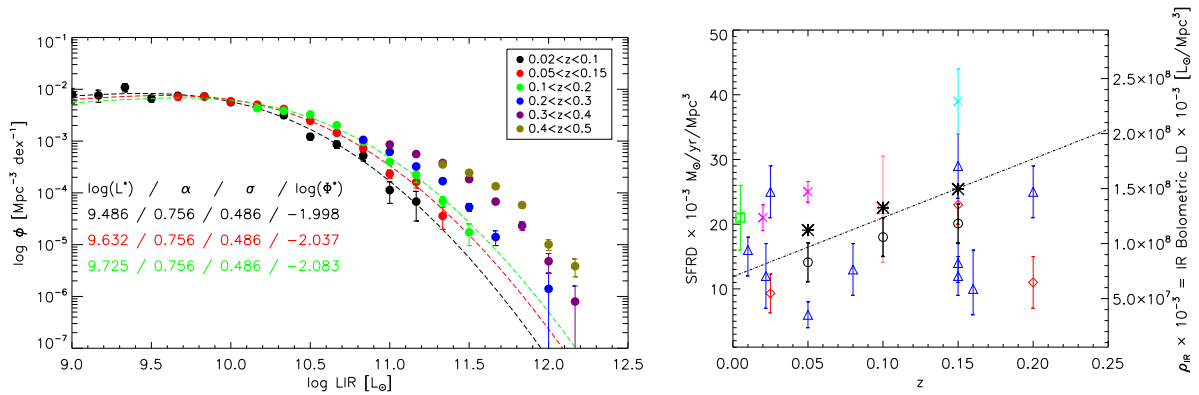 10⁻¹
10⁻²
10⁻³
10⁻⁴
10⁻⁵
10⁻⁶
10⁻⁷
log ϕ [Mpc⁻³ dex⁻¹]
0.02<z<0.1
0.05<z<0.15
0.1<z<0.2
0.2<z<0.3
0.3<z<0.4
0.4<z<0.5
log(L*) / α / σ / log(Φ*)
9.486 / 0.756 / 0.486 / −1.998
9.632 / 0.756 / 0.486 / −2.037
9.725 / 0.756 / 0.486 / −2.083
9.0 9.5 10.0 10.5 11.0 11.5 12.0 12.5
log LIR [L⊙]
50
40
30
20
10
SFRD × 10⁻³ M⊙/yr/Mpc³
0.00 0.05 0.10 0.15 0.20 0.25
z
2.5×10⁸
2.0×10⁸
1.5×10⁸
1.0×10⁸
5.0×10⁷
ρIR × 10⁻³ = IR Bolometric LD × 10⁻³ [L⊙/Mpc³]